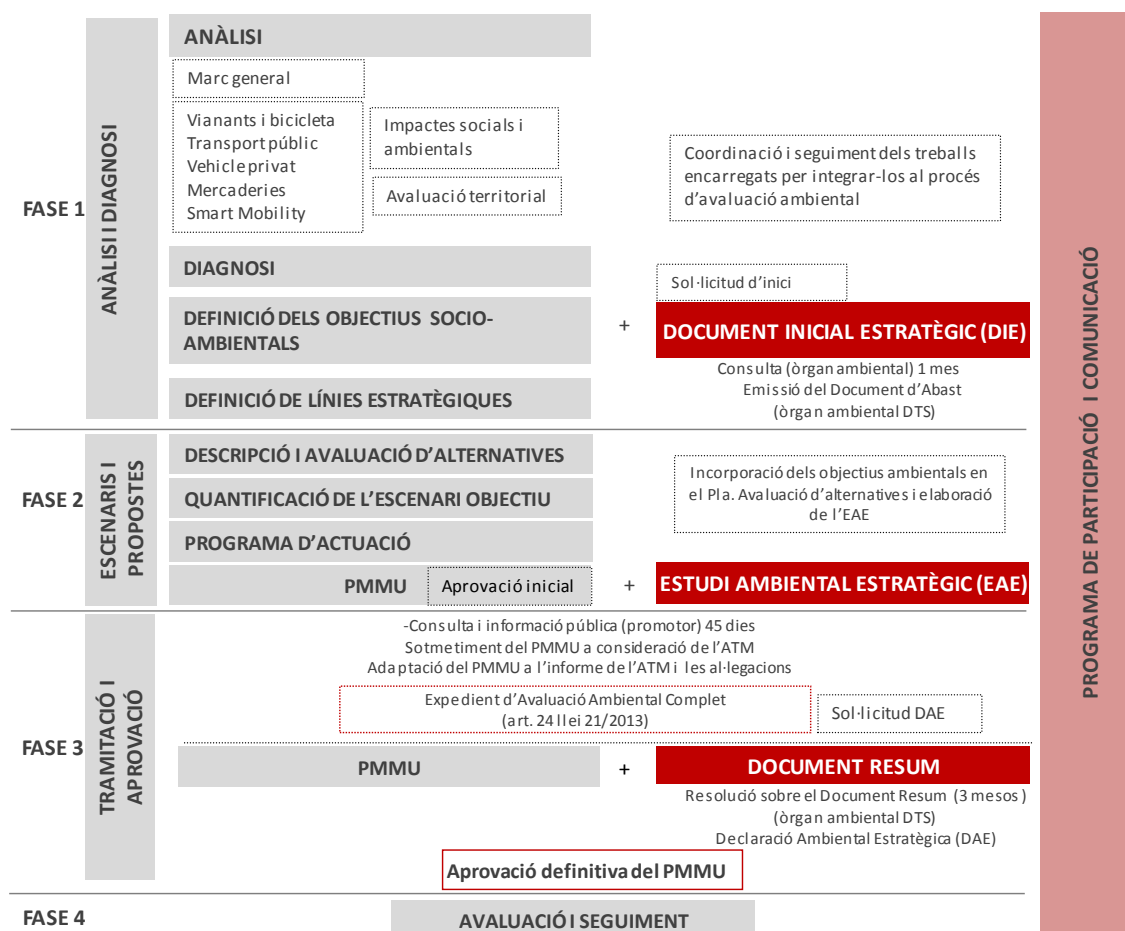 ANÀLISI
Marc general
Vianants i bicicleta
Transport públic
Vehicle privat
Mercaderies
Smart Mobility
Impactes socials i
ambientals
Avaluació territorial
Coordinació i seguiment dels treballs
encarregats per integrar-los al procés
d'avaluació ambiental
FASE 1
ANÀLISI I DIAGNOSI
DIAGNOSI
Sol·licitud d'inici
DEFINICIÓ DELS OBJECTIUS SOCIO-
AMBIENTALS
+
DOCUMENT INICIAL ESTRATÈGIC (DIE)
Consulta (òrgan ambiental) 1 mes
Emissió del Document d'Abast
(òrgan ambiental DTS)
DEFINICIÓ DE LÍNIES ESTRATÈGIQUES
PROGRAMA DE PARTICIPACIÓ I COMUNICACIÓ
FASE 2
ESCENARIS I
PROPOSTES
DESCRIPCIÓ I AVALUACIÓ D'ALTERNATIVES
QUANTIFICACIÓ DE L'ESCENARI OBJECTIU
PROGRAMA D'ACTUACIÓ
Incorporació dels objectius ambientals en
el Pla. Avaluació d'alternatives i elaboració
de l'EAE
PMMU
Aprovació inicial
+
ESTUDI AMBIENTAL ESTRATÈGIC (EAE)
FASE 3
TRAMITACIÓ I
APROVACIÓ
-Consulta i informació pública (promotor) 45 dies
Sotmetiment del PMMU a consideració de l'ATM
Adaptació del PMMU a l'informe de l'ATM i les al·legacions
Expedient d'Avaluació Ambiental Complet
(art. 24 llei 21/2013)
Sol·licitud DAE
PMMU
+
DOCUMENT RESUM
Resolució sobre el Document Resum (3 mesos)
(òrgan ambiental DTS)
Declaració Ambiental Estratègica (DAE)
Aprovació definitiva del PMMU
FASE 4
AVALUACIÓ I SEGUIMENT